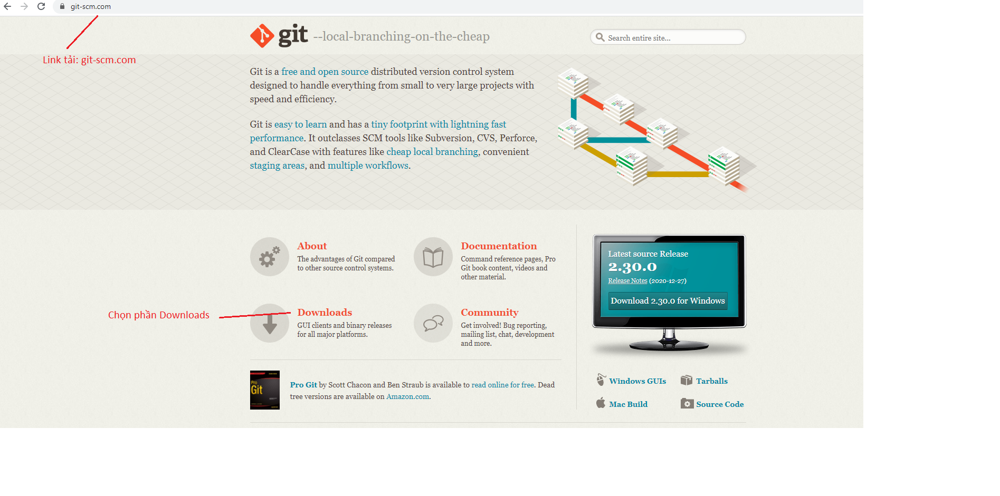 git-scm.com
git --local-branching-on-the-cheap
Search entire site...
Link tải: git-scm.com
Git is a free and open source distributed version control system
designed to handle everything from small to very large projects with
speed and efficiency.
Git is easy to learn and has a tiny footprint with lightning fast
performance. It outclasses SCM tools like Subversion, CVS, Perforce,
and ClearCase with features like cheap local branching, convenient
staging areas, and multiple workflows.
About
The advantages of Git compared
to other source control systems.
Documentation
Command reference pages, Pro
Git book content, videos and
other material.
Latest source Release
2.30.0
Release Notes (2020-12-27)
Download 2.30.0 for Windows
Chọn phần Downloads
Downloads
GUI clients and binary releases
for all major platforms.
Community
Get involved! Bug reporting,
mailing list, chat, development
and more.
Pro
Git
Pro Git by Scott Chacon and Ben Straub is available to read online for free. Dead
tree versions are available on Amazon.com.
Windows GUIs
Tarballs
Mac Build
Source Code